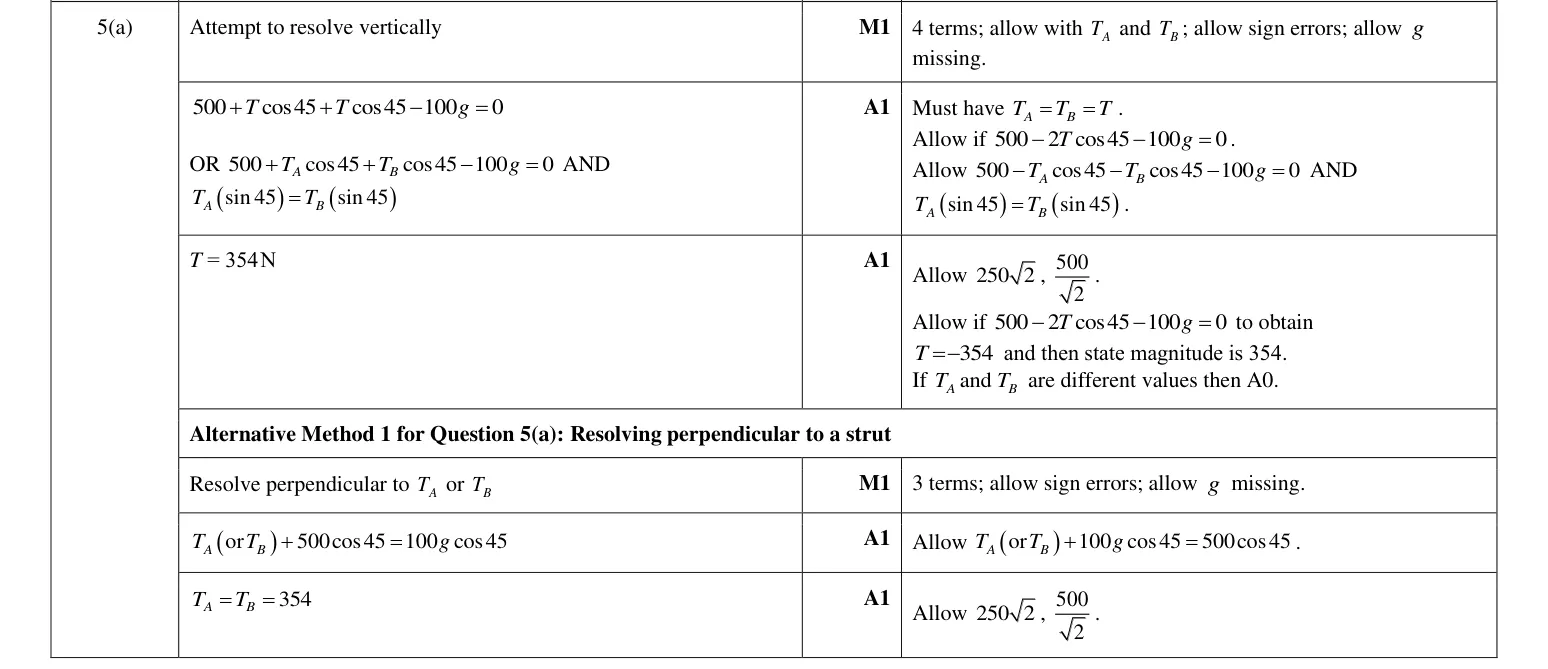 5(a) Attempt to resolve vertically M1 4 terms; allow with T_A and T_B; allow sign errors; allow g
missing.
500 + T cos 45 + T cos 45 − 100g = 0 A1 Must have T_A = T_B = T .
Allow if 500 − 2T cos 45 − 100g = 0 .
OR 500 + T_A cos 45 + T_B cos 45 − 100g = 0 AND
Allow 500 − T_A cos 45 − T_B cos 45 − 100g = 0 AND
T_A (sin 45) = T_B (sin 45)
T_A (sin 45) = T_B (sin 45) .
T = 354 N A1 Allow 250√2 , 500/√2 .
Allow if 500 − 2T cos 45 − 100g = 0 to obtain
T = −354 and then state magnitude is 354.
If T_A and T_B are different values then A0.
Alternative Method 1 for Question 5(a): Resolving perpendicular to a strut
Resolve perpendicular to T_A or T_B M1 3 terms; allow sign errors; allow g missing.
T_A (or T_B) + 500 cos 45 = 100g cos 45 A1 Allow T_A (or T_B) + 100g cos 45 = 500 cos 45 .
T_A = T_B = 354 A1 Allow 250√2 , 500/√2 .